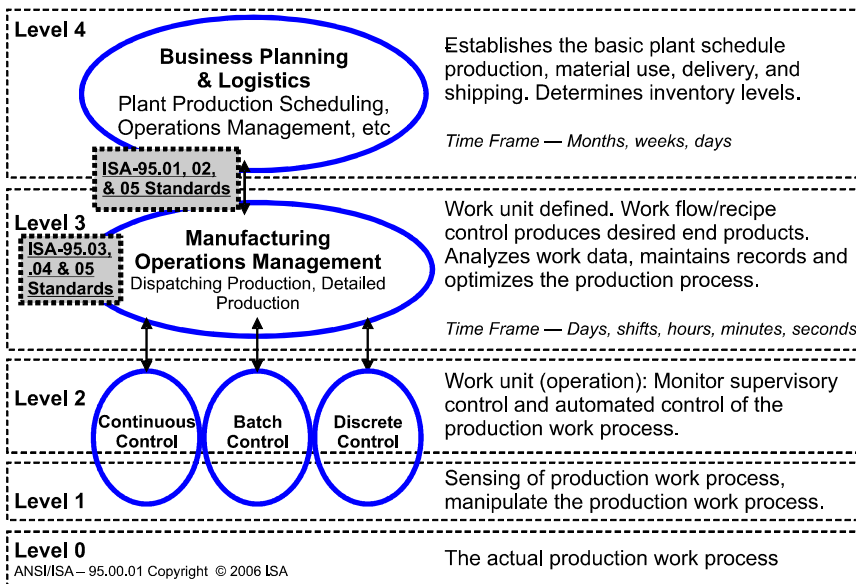 Level 4
Business Planning
& Logistics
Plant Production Scheduling,
Operations Management, etc
Establishes the basic plant schedule
production, material use, delivery, and
shipping. Determines inventory levels.
Time Frame — Months, weeks, days
ISA-95.01, 02,
& 05 Standards
Level 3
ISA-95.03,
.04 & 05
Standards
Manufacturing
Operations Management
Dispatching Production, Detailed
Production
Work unit defined. Work flow/recipe
control produces desired end products.
Analyzes work data, maintains records and
optimizes the production process.
Time Frame — Days, shifts, hours, minutes, seconds
Level 2
Continuous
Control
Batch
Control
Discrete
Control
Work unit (operation): Monitor supervisory
control and automated control of the
production work process.
Level 1
Sensing of production work process,
manipulate the production work process.
Level 0
ANSI/ISA – 95.00.01 Copyright © 2006 ISA
The actual production work process